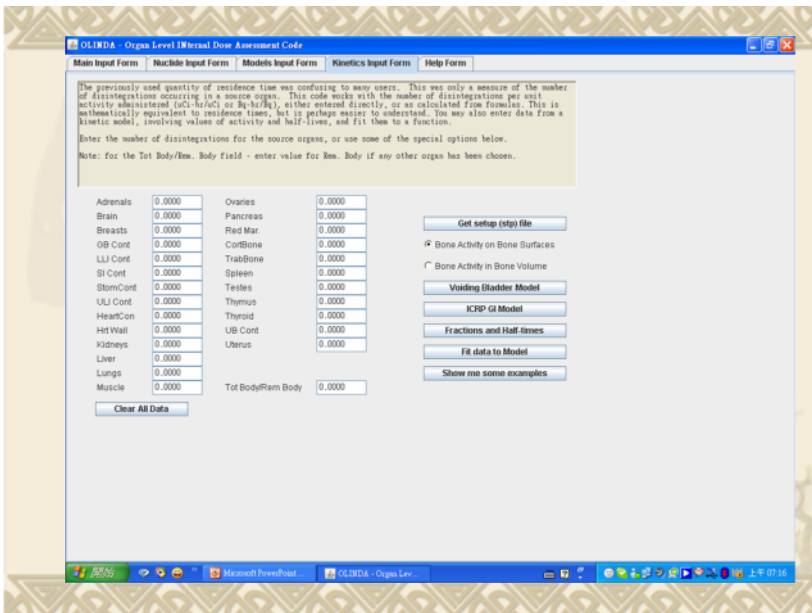 OLINDA - Organ Level INternal Dose Assessment Code
Main Input Form Nuclide Input Form Models Input Form Kinetics Input Form Help Form
The previously used quantity of residence time was confusing to many users. This was only a measure of the number
of disintegrations occurring in a source organ. This code works with the number of disintegrations per unit
activity administered (uCi-hr/uCi or Bq-hr/Bq), either entered directly, or as calculated from formulas. This is
mathematically equivalent to residence times, but is perhaps easier to understand. You may also enter data from a
kinetic model, involving values of activity and half-lives, and fit them to a function.
Enter the number of disintegrations for the source organs, or use some of the special options below.
Note: for the Tot Body/Rem. Body field - enter value for Rem. Body if any other organ has been chosen.
Adrenals 0.0000 Ovaries 0.0000
Brain 0.0000 Pancreas 0.0000
Breasts 0.0000 Red Mar. 0.0000 Get setup (stp) file
GB Cont 0.0000 CortBone 0.0000 Bone Activity on Bone Surfaces
LLI Cont 0.0000 TrabBone 0.0000
SI Cont 0.0000 Spleen 0.0000 Bone Activity in Bone Volume
StomCont 0.0000 Testes 0.0000 Voiding Bladder Model
ULI Cont 0.0000 Thymus 0.0000
HeartCon 0.0000 Thyroid 0.0000 ICRP GI Model
Hrt Wall 0.0000 UB Cont 0.0000 Fractions and Half-times
Kidneys 0.0000 Uterus 0.0000
Liver 0.0000 Fit data to Model
Lungs 0.0000 Show me some examples
Muscle 0.0000 Tot Body/Rem Body 0.0000
Clear All Data
開始 Microsoft PowerPoint ... OLINDA - Organ Lev... 上午 07:16